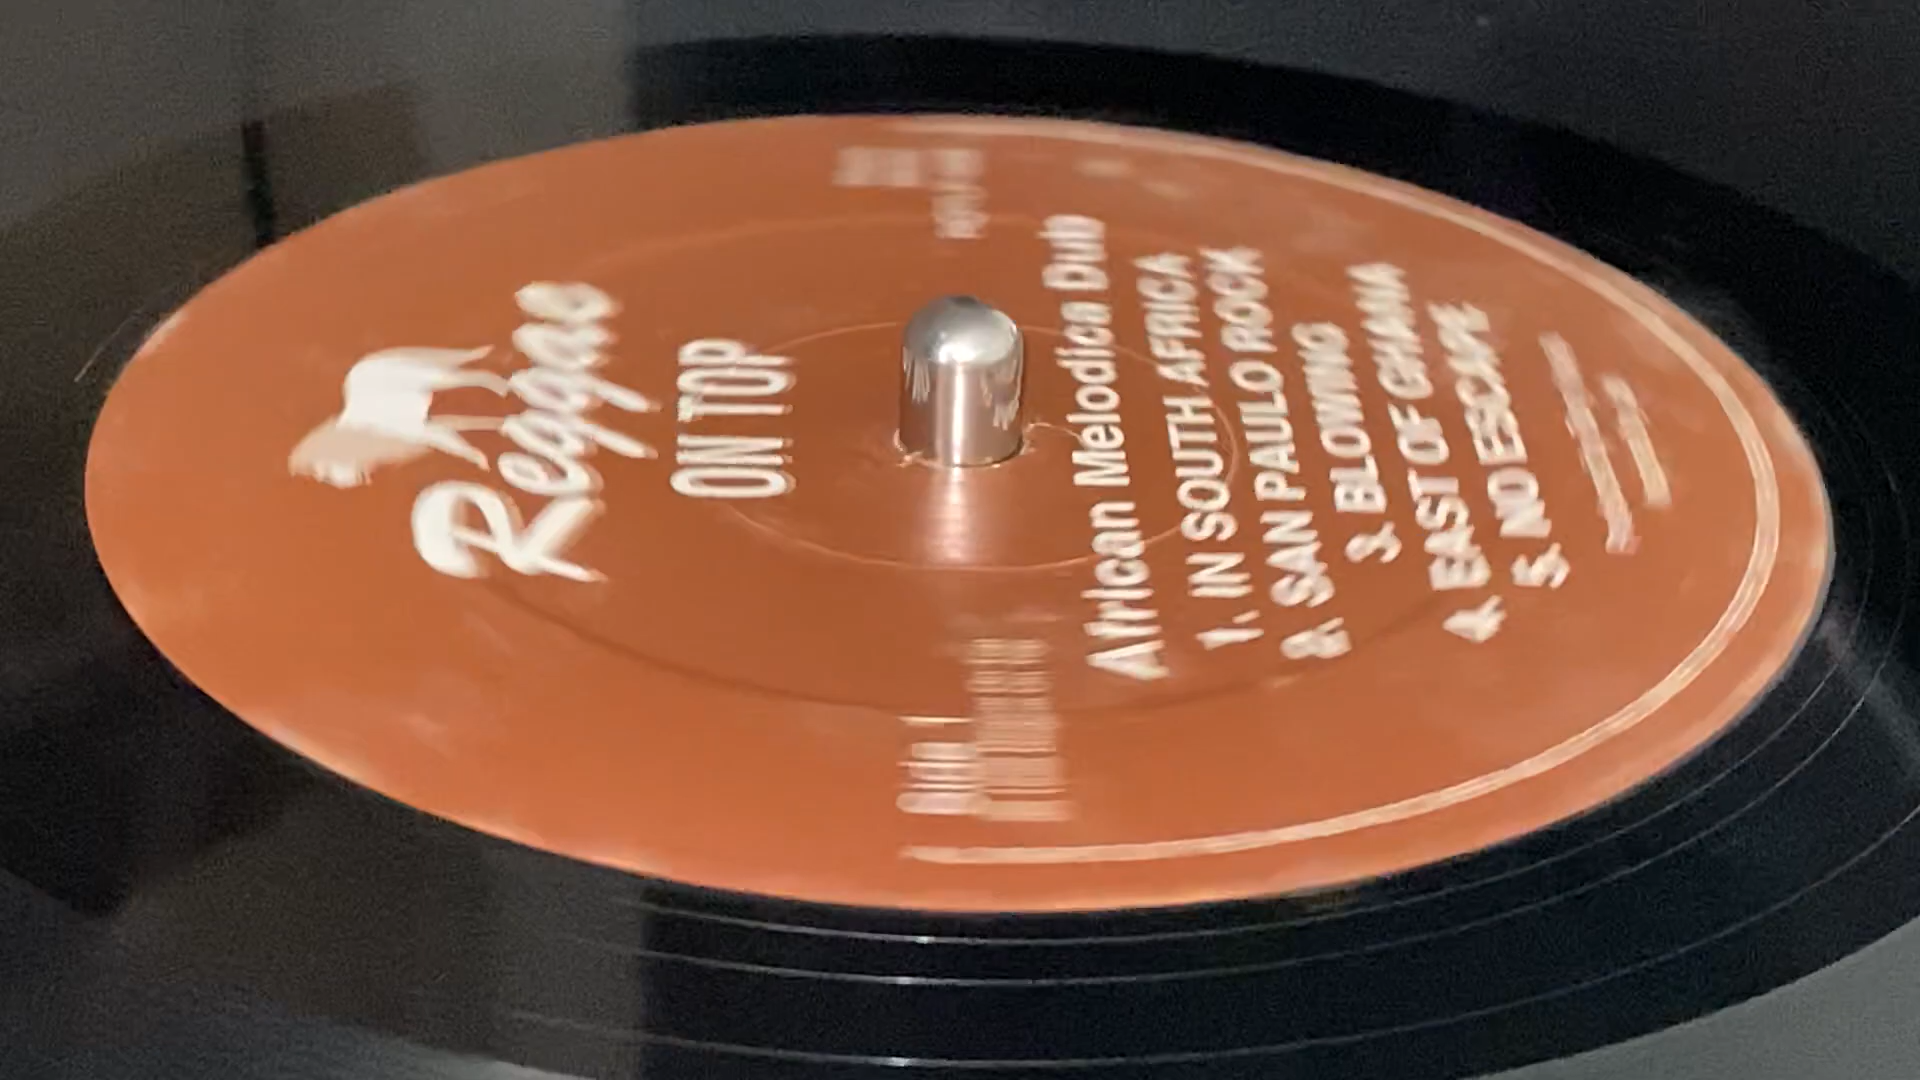 Reggae
ON TOP
African Melodica Dub
1. IN SOUTH AFRICA
2. SAN PAULO ROCK
3. BLOWING
4. EAST OF GHANA
5. NO ESCAPE